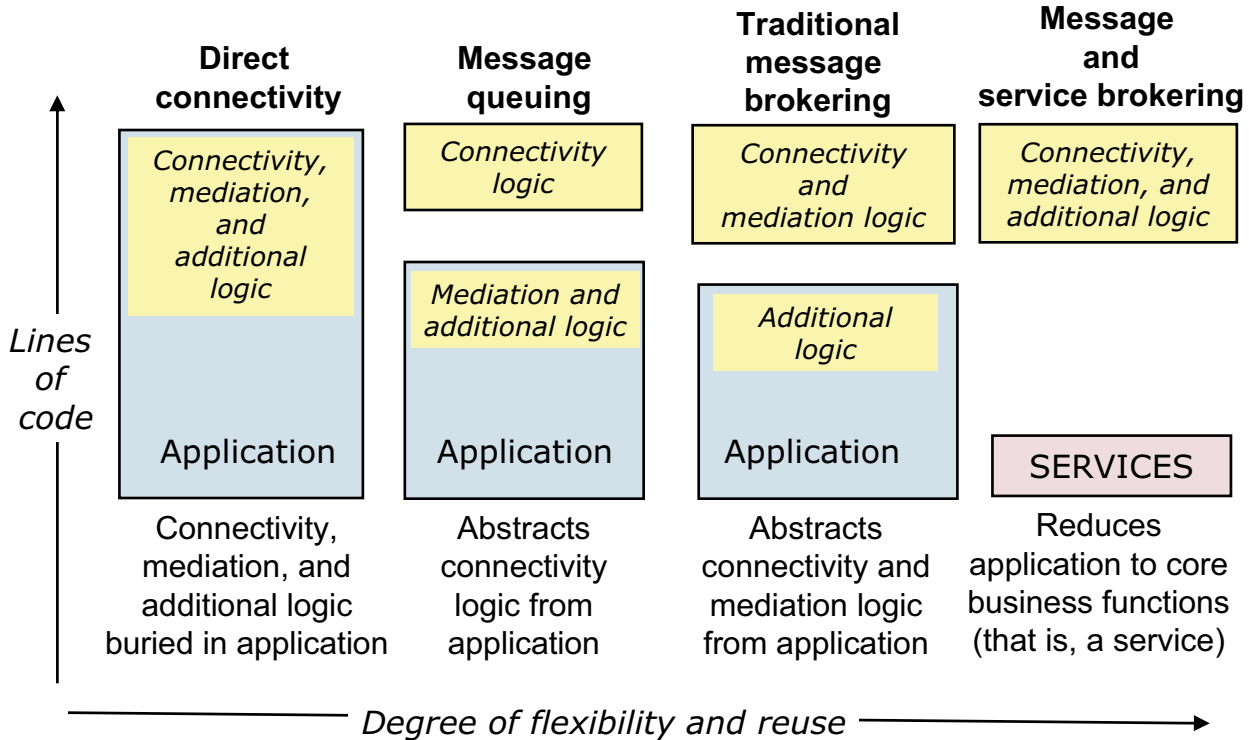 Direct
connectivity
Message
queuing
Traditional
message
brokering
Message
and
service brokering
Connectivity,
mediation,
and
additional
logic
Application
Connectivity
logic
Mediation and
additional logic
Application
Connectivity
and
mediation logic
Additional
logic
Application
Connectivity,
mediation, and
additional logic
SERVICES
Lines
of
code
Connectivity,
mediation, and
additional logic
buried in application
Abstracts
connectivity
logic from
application
Abstracts
connectivity and
mediation logic
from application
Reduces
application to core
business functions
(that is, a service)
Degree of flexibility and reuse